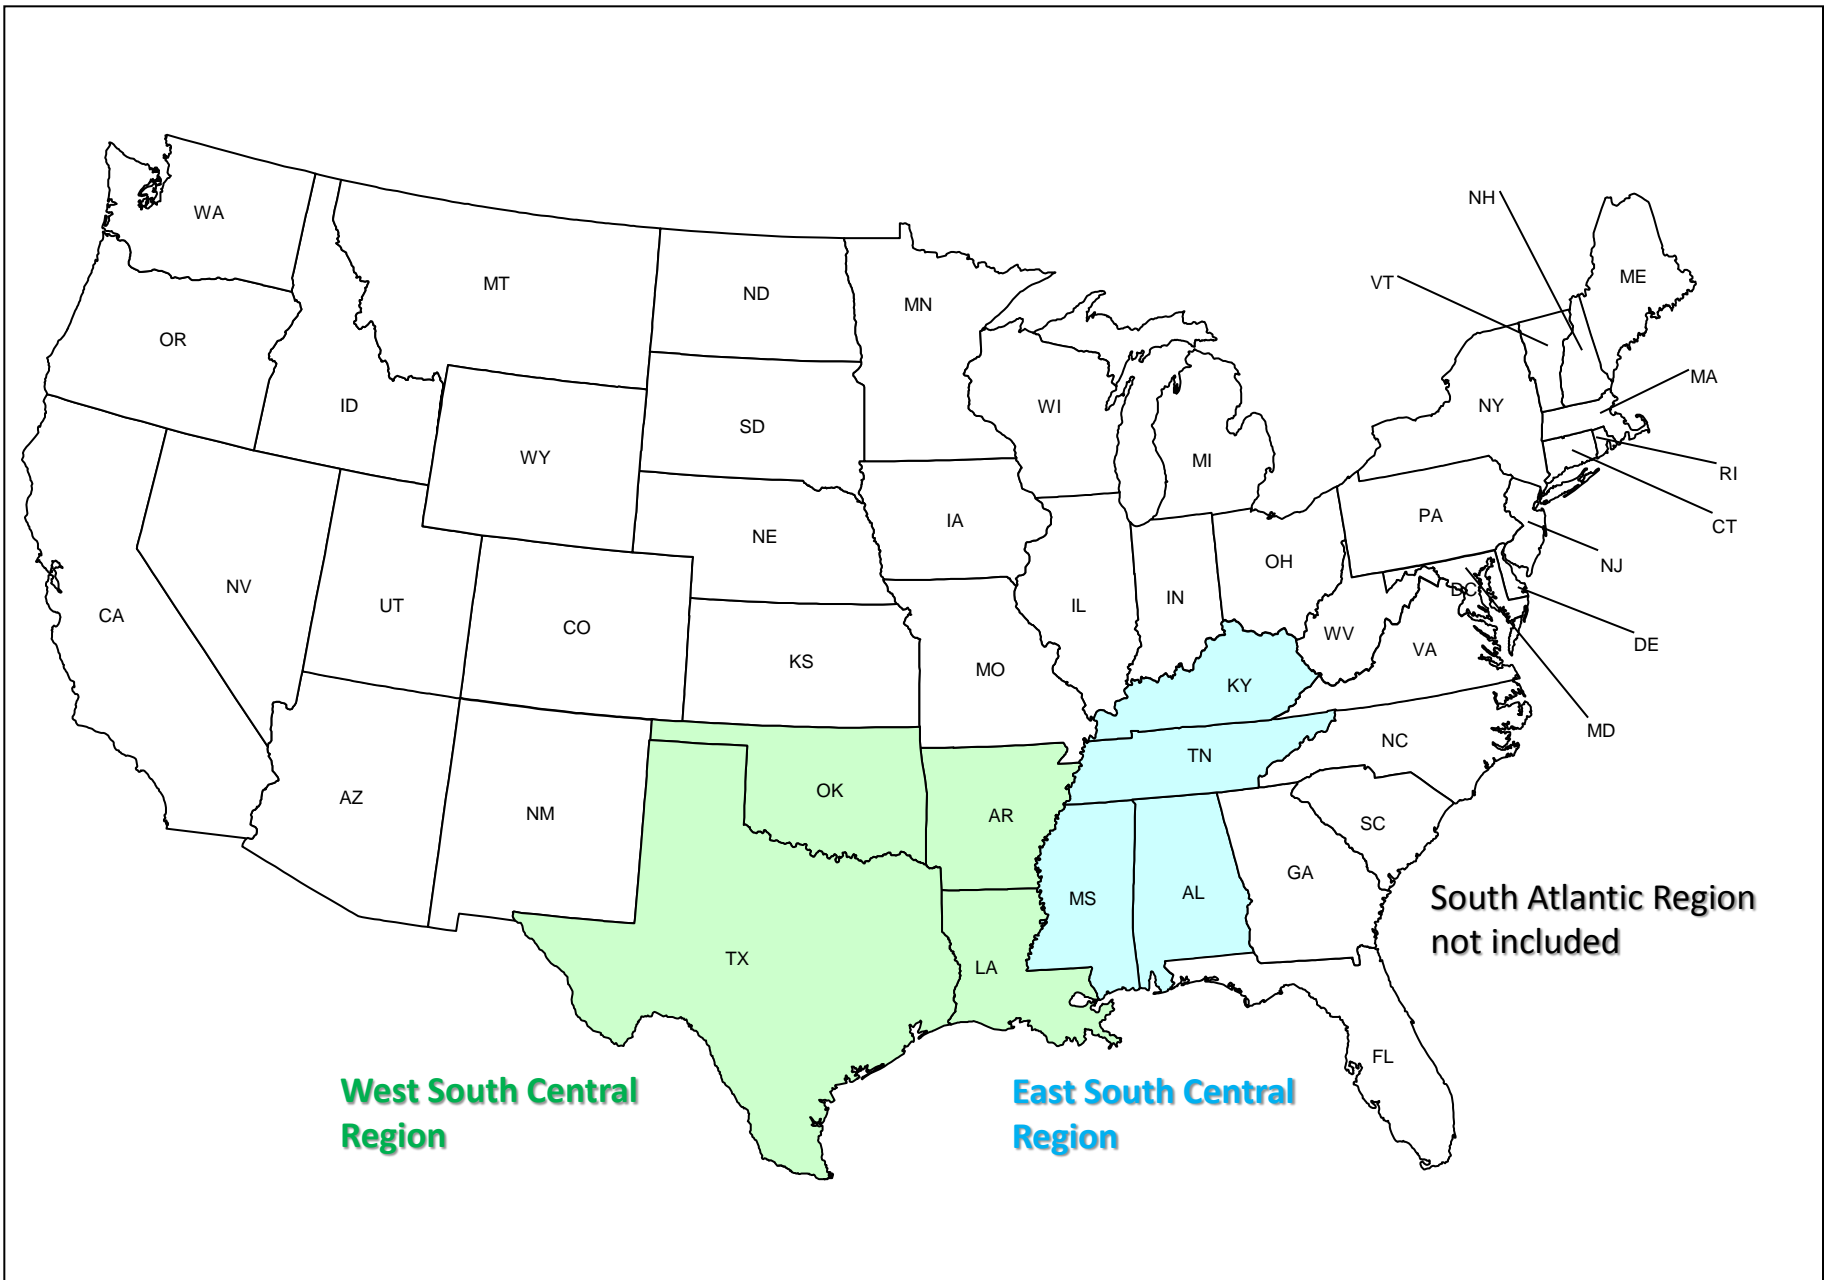 NH
WA
ME
VT
MT
ND
MN
OR
MA
ID
NY
WI
SD
WY
MI
RI
PA
IA
CT
NE
OH
NJ
NV
DC
UT
IN
IL
CA
CO
WV
DE
VA
KS
MO
KY
MD
NC
TN
OK
AZ
NM
AR
SC
GA
MS
AL
South Atlantic Region
not included
TX
LA
FL
West South Central
Region
East South Central
Region